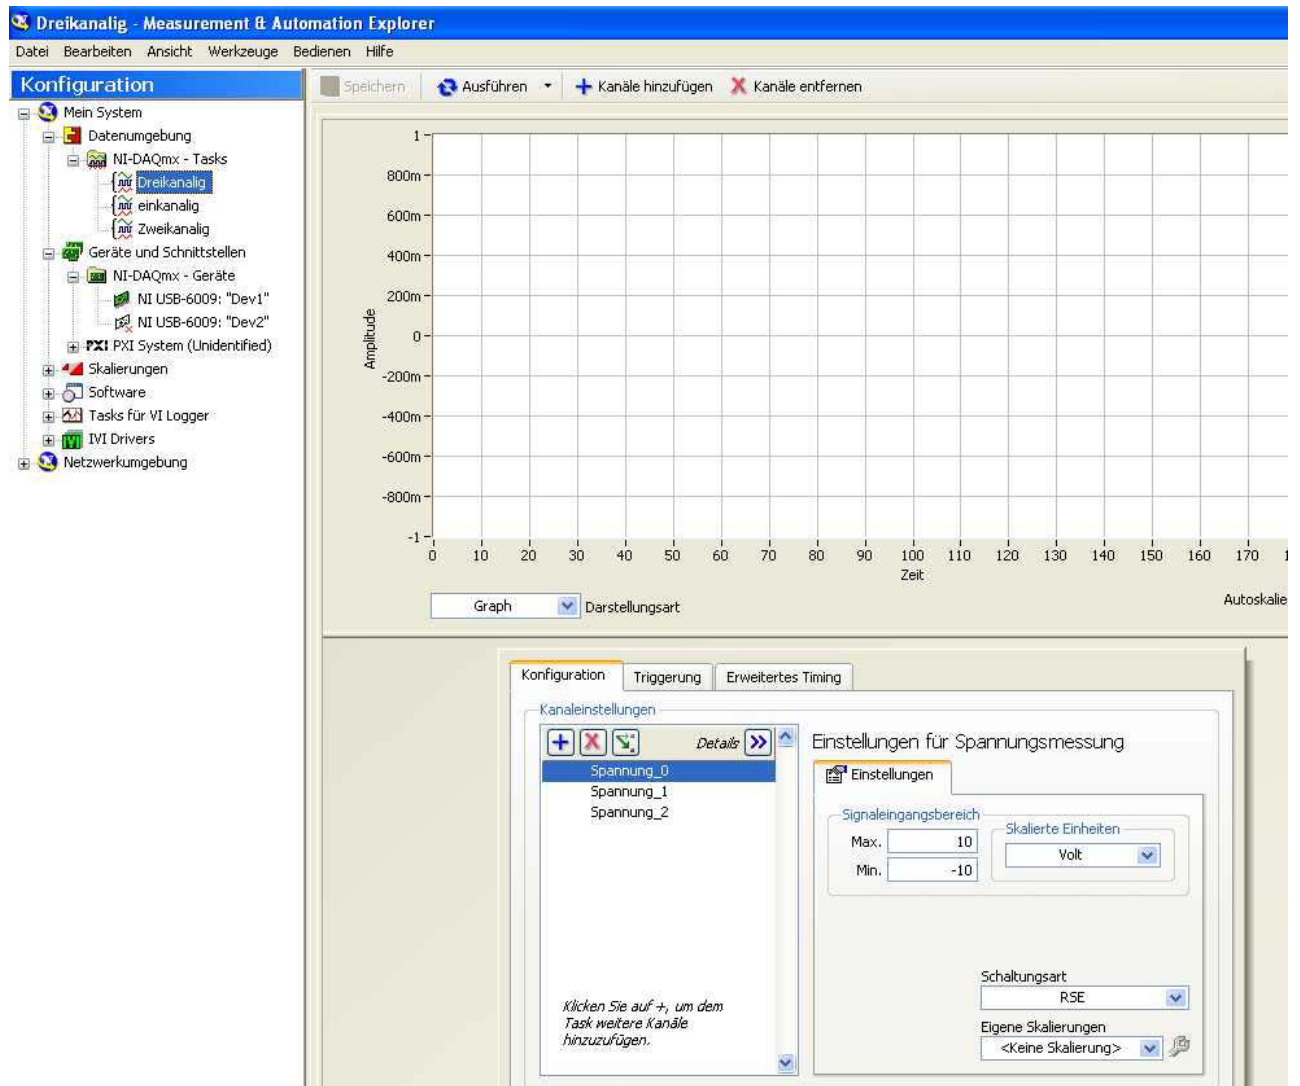 Dreikanalig - Measurement & Automation Explorer
Datei Bearbeiten Ansicht Werkzeuge Bedienen Hilfe
Konfiguration
Mein System
Datenumgebung
NI-DAQmx - Tasks
Dreikanalig
einkanalig
Zweikanalig
Geräte und Schnittstellen
NI-DAQmx - Geräte
NI USB-6009: "Dev1"
NI USB-6009: "Dev2"
PXI PXI System (Unidentified)
Skalierungen
Software
Tasks für VI Logger
IVI Drivers
Netzwerkumgebung
Speichern Ausführen Kanäle hinzufügen Kanäle entfernen
1
800m
600m
400m
200m
0
-200m
-400m
-600m
-800m
-1
Amplitude
0 10 20 30 40 50 60 70 80 90 100 110 120 130 140 150 160 170
Zeit
Graph Darstellungsart
Autoskalie
Konfiguration Triggerung Erweitertes Timing
Kanaleinstellungen
Details
Spannung_0
Spannung_1
Spannung_2
Klicken Sie auf +, um dem
Task weitere Kanäle
hinzuzufügen.
Einstellungen für Spannungsmessung
Einstellungen
Signaleingangsbereich
Max. 10
Min. -10
Skalierte Einheiten
Volt
Schaltungsart
RSE
Eigene Skalierungen
<Keine Skalierung>